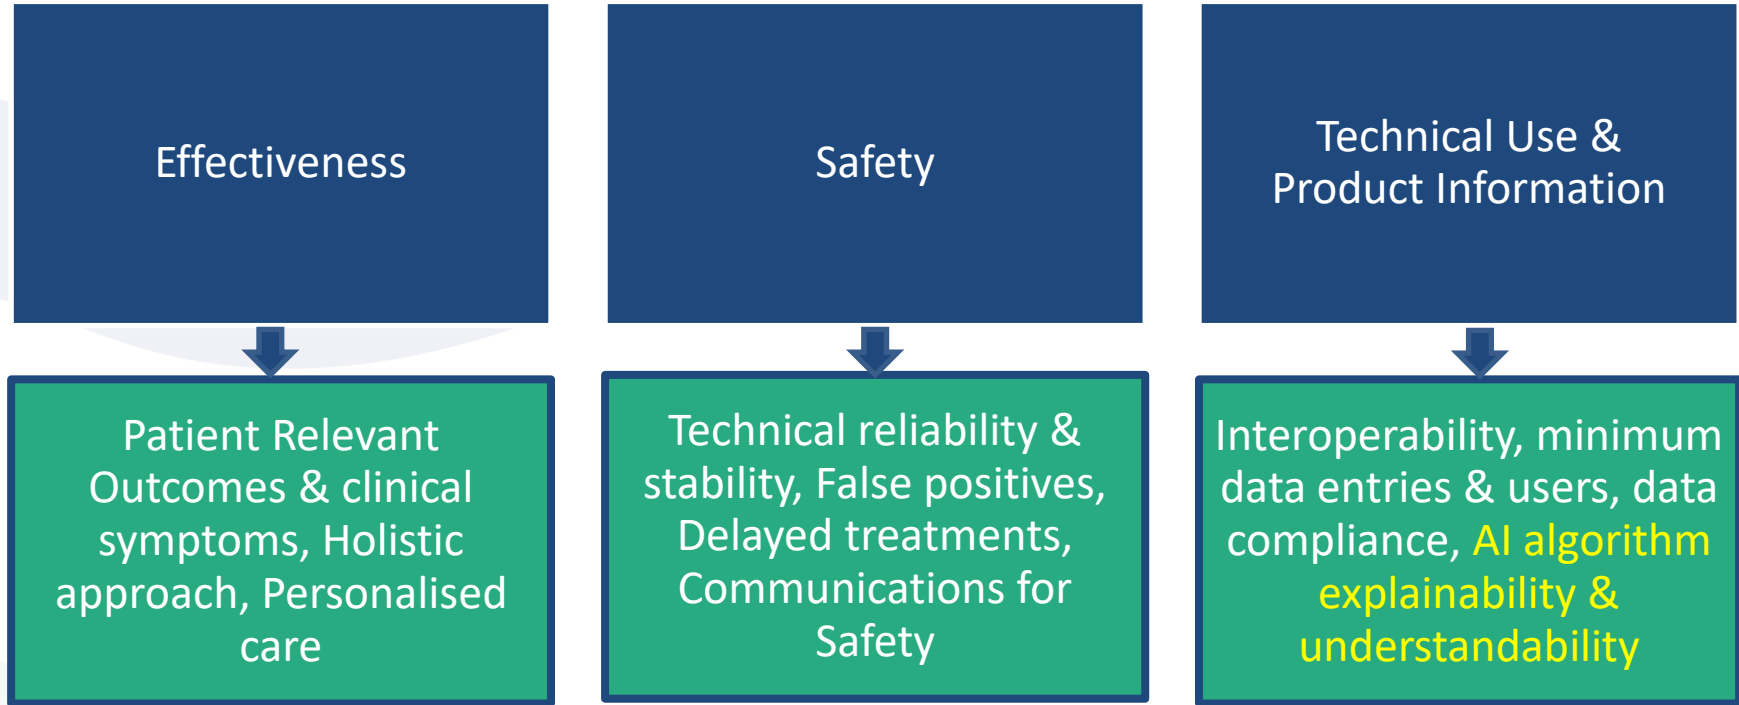 Effectiveness
Safety
Technical Use &
Product Information
Patient Relevant
Outcomes & clinical
symptoms, Holistic
approach, Personalised
care
Technical reliability &
stability, False positives,
Delayed treatments,
Communications for
Safety
Interoperability, minimum
data entries & users, data
compliance, AI algorithm
explainability &
understandability